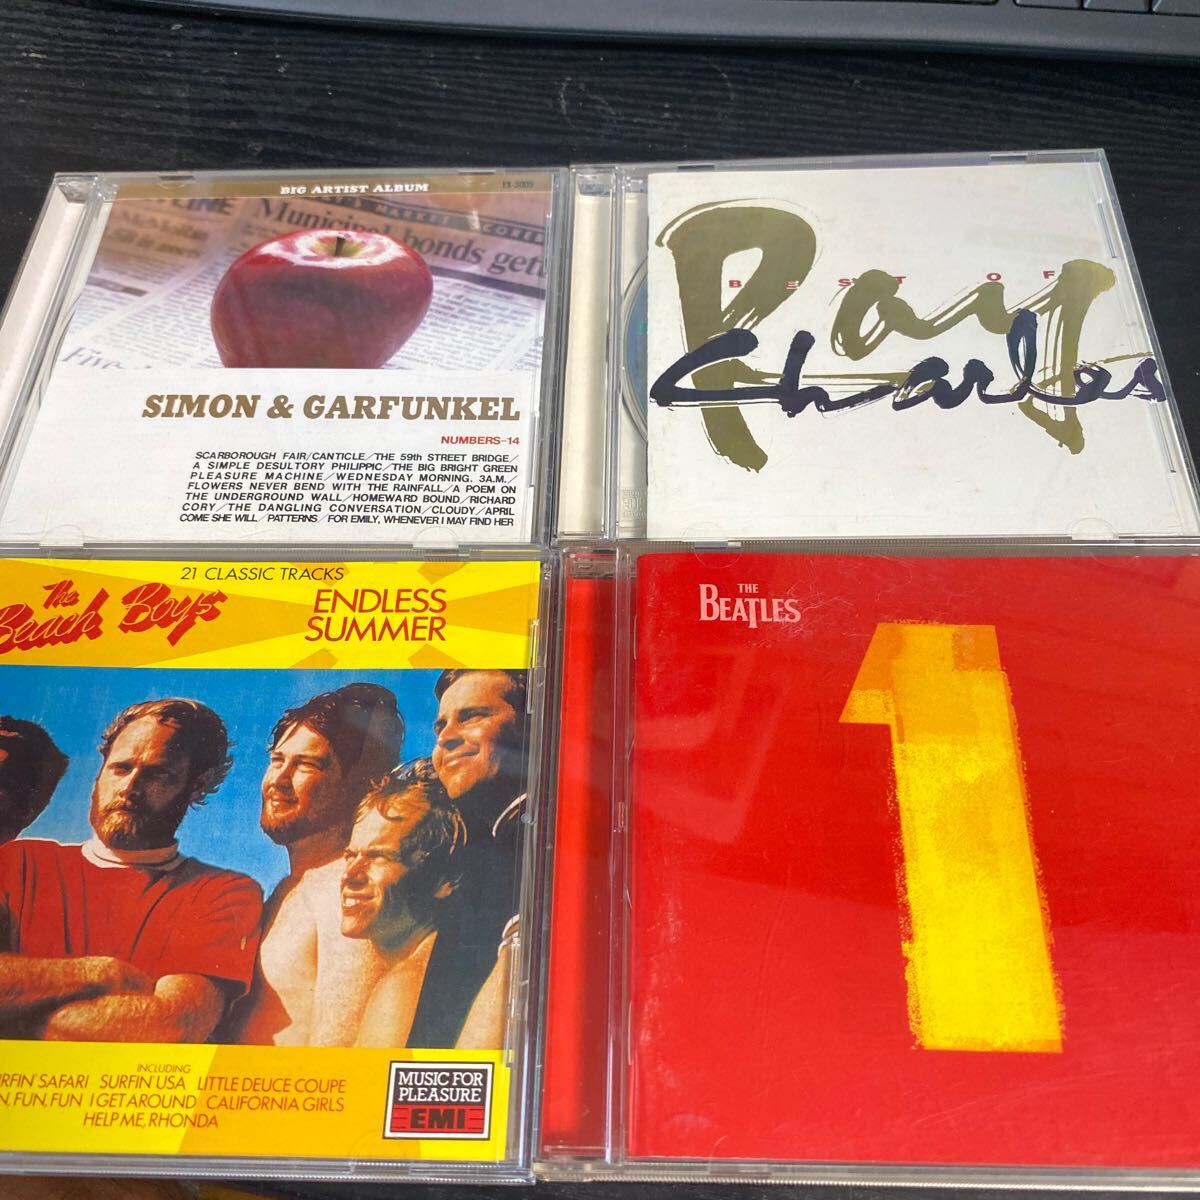 BIG ARTIST ALBUM
EX-3005
Municipal bonds gett
SIMON & GARFUNKEL
NUMBERS-14
SCARBOROUGH FAIR/CANTICLE/THE 59th STREET BRIDGE/
A SIMPLE DESULTORY PHILIPPIC/THE BIG BRIGHT GREEN
PLEASURE MACHINE/WEDNESDAY MORNING. 3A.M./
FLOWERS NEVER BEND WITH THE RAINFALL/A POEM ON
THE UNDERGROUND WALL/HOMEWARD BOUND/RICHARD
CORY/THE DANGLING CONVERSATION/CLOUDY/APRIL
COME SHE WILL/PATTERNS/FOR EMILY, WHENEVER I MAY FIND HER
BEST OF
Ray
Charles
21 CLASSIC TRACKS
The
Beach Boys
ENDLESS
SUMMER
INCLUDING
RFIN' SAFARI SURFIN' USA LITTLE DEUCE COUPE
N, FUN, FUN I GET AROUND CALIFORNIA GIRLS
HELP ME, RHONDA
MUSIC FOR
PLEASURE
EMI
THE
BEATLES
1